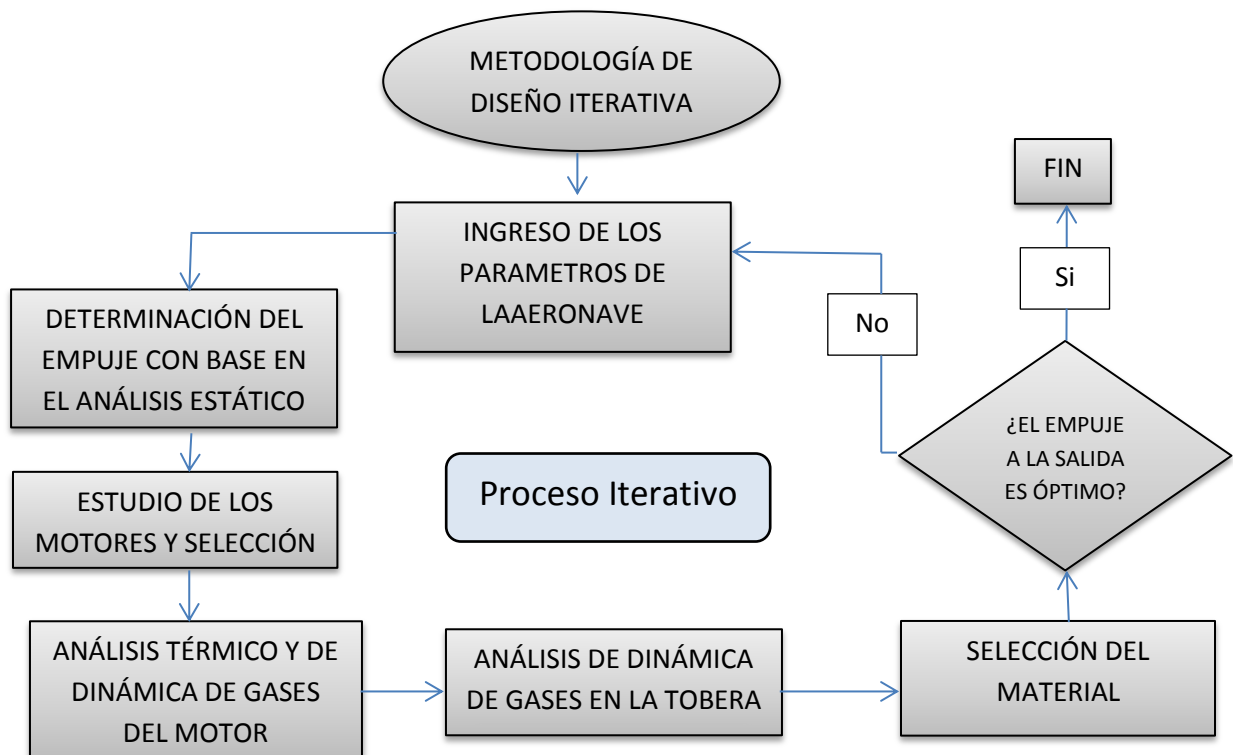 METODOLOGÍA DE
DISEÑO ITERATIVA
INGRESO DE LOS
PARAMETROS DE
LAAERONAVE
DETERMINACIÓN DEL
EMPUJE CON BASE EN
EL ANÁLISIS ESTÁTICO
ESTUDIO DE LOS
MOTORES Y SELECCIÓN
ANÁLISIS TÉRMICO Y DE
DINÁMICA DE GASES
DEL MOTOR
ANÁLISIS DE DINÁMICA
DE GASES EN LA TOBERA
SELECCIÓN DEL
MATERIAL
¿EL EMPUJE
A LA SALIDA
ES ÓPTIMO?
No
Si
FIN
Proceso Iterativo